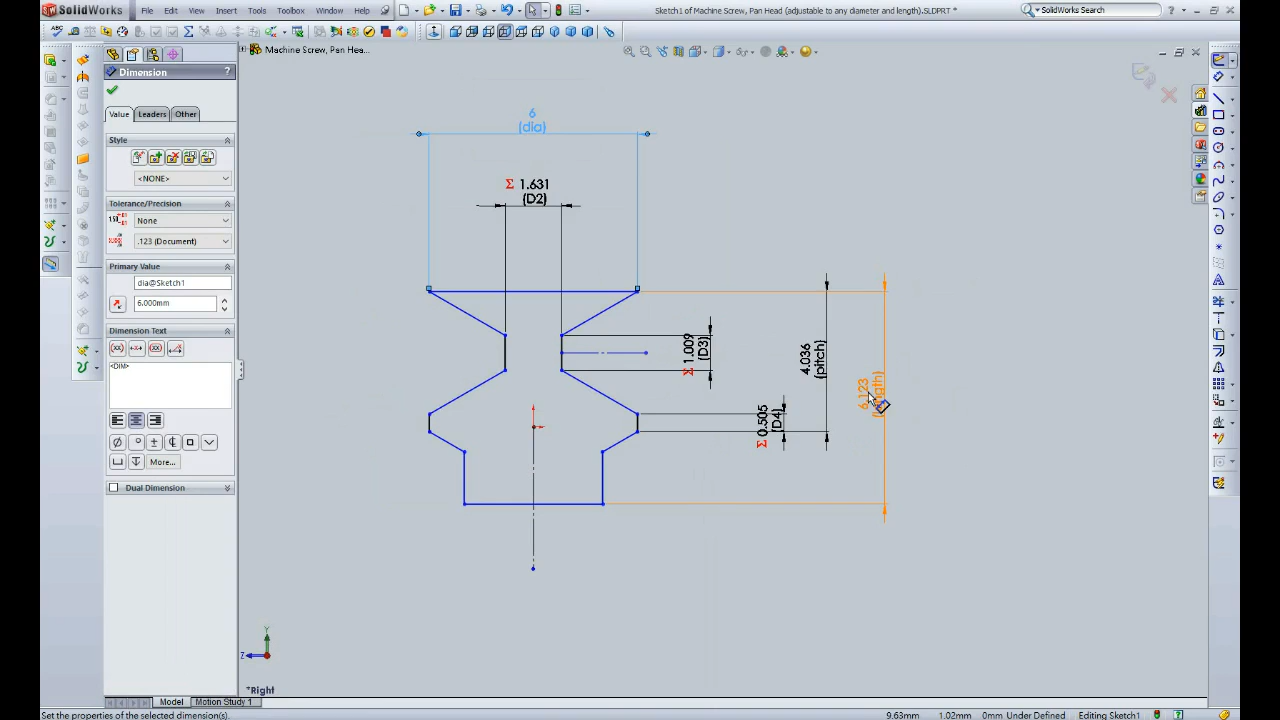 SolidWorks
File
Edit
View
Insert
Tools
Toolbox
Window
Help
Sketch1 of Machine Screw, Pan Head (adjustable to any diameter and length).SLDPRT *
SolidWorks Search
Machine Screw, Pan Hea...
Dimension
?
Value
Leaders
Other
Style
<NONE>
Tolerance/Precision
None
.123 (Document)
Primary Value
dia@Sketch1
6.000mm
Dimension Text
<DIM>
More...
Dual Dimension
6
(dia)
Σ 1.631
(D2)
Σ 1.009
(D3)
Σ 0.505
(D4)
4.036
(pitch)
6.123
Y
Z
*Right
Model
Motion Study 1
Set the properties of the selected dimension(s).
9.63mm
1.02mm
0mm Under Defined
Editing Sketch1